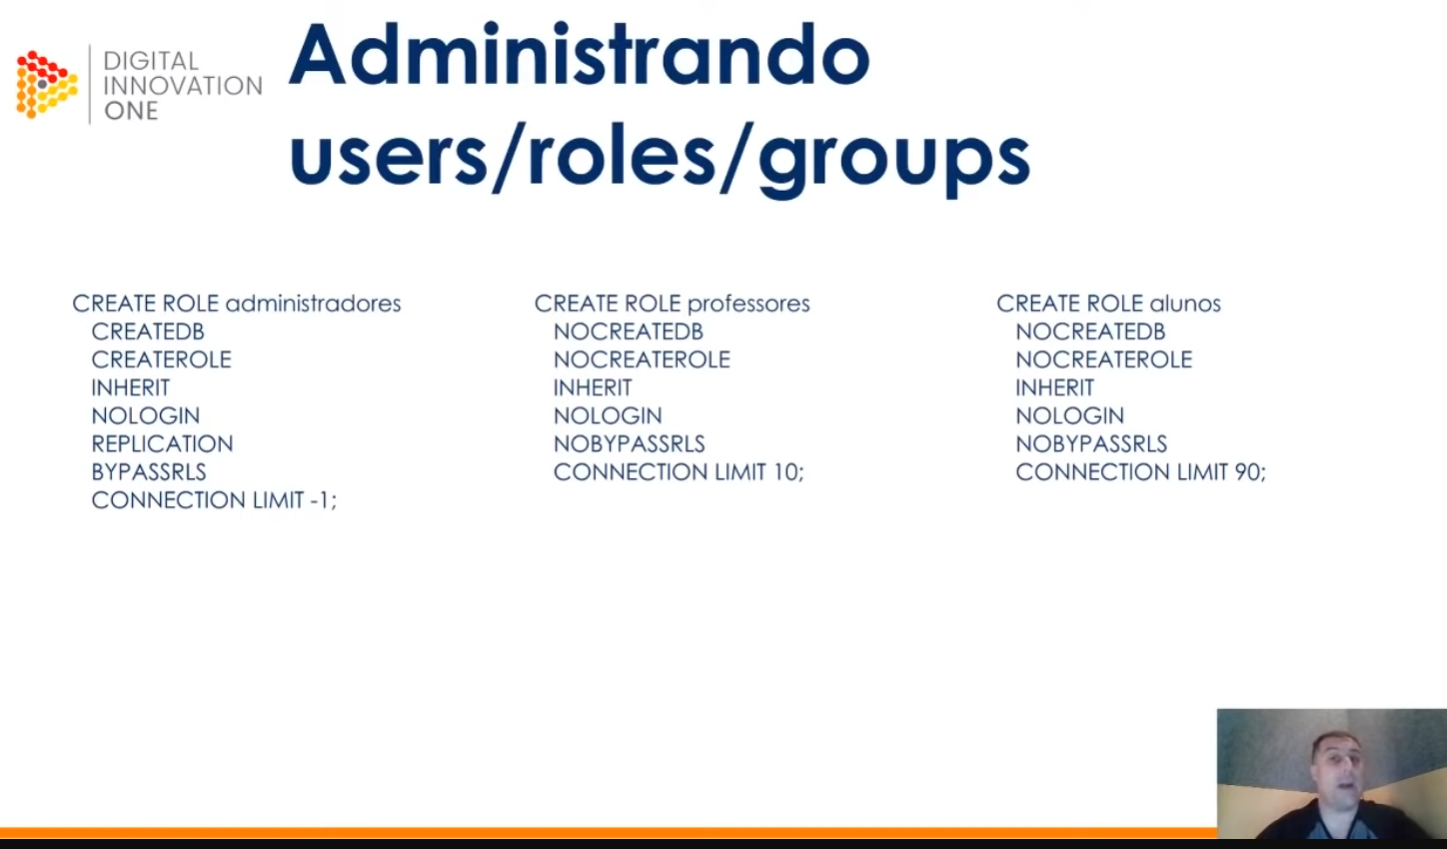 DIGITAL
INNOVATION
ONE
Administrando
users/roles/groups
CREATE ROLE administradores
CREATEDB
CREATEROLE
INHERIT
NOLOGIN
REPLICATION
BYPASSRLS
CONNECTION LIMIT -1;
CREATE ROLE professores
NOCREATEDB
NOCREATEROLE
INHERIT
NOLOGIN
NOBYPASSRLS
CONNECTION LIMIT 10;
CREATE ROLE alunos
NOCREATEDB
NOCREATEROLE
INHERIT
NOLOGIN
NOBYPASSRLS
CONNECTION LIMIT 90;